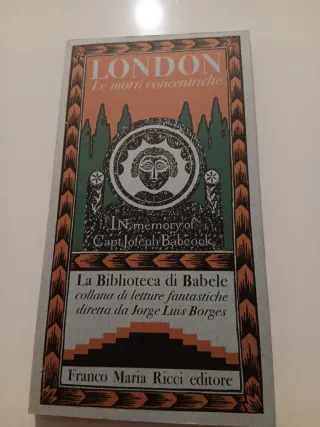 LONDON
Le morti concentriche
IN memory of
Capt. Joseph Babcock
La Biblioteca di Babele
collana di letture fantastiche
diretta da Jorge Luis Borges
Franco Maria Ricci editore